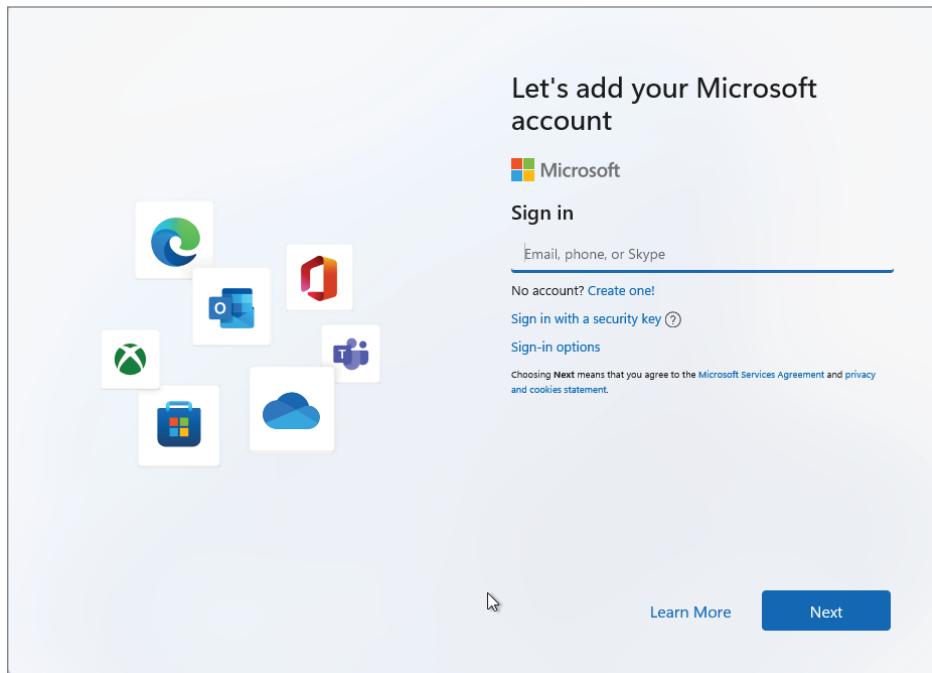 Let's add your Microsoft
account
Microsoft
Sign in
Email, phone, or Skype
No account? Create one!
Sign in with a security key ?
Sign-in options
Choosing Next means that you agree to the Microsoft Services Agreement and privacy
and cookies statement.
O
T
Learn More
Next